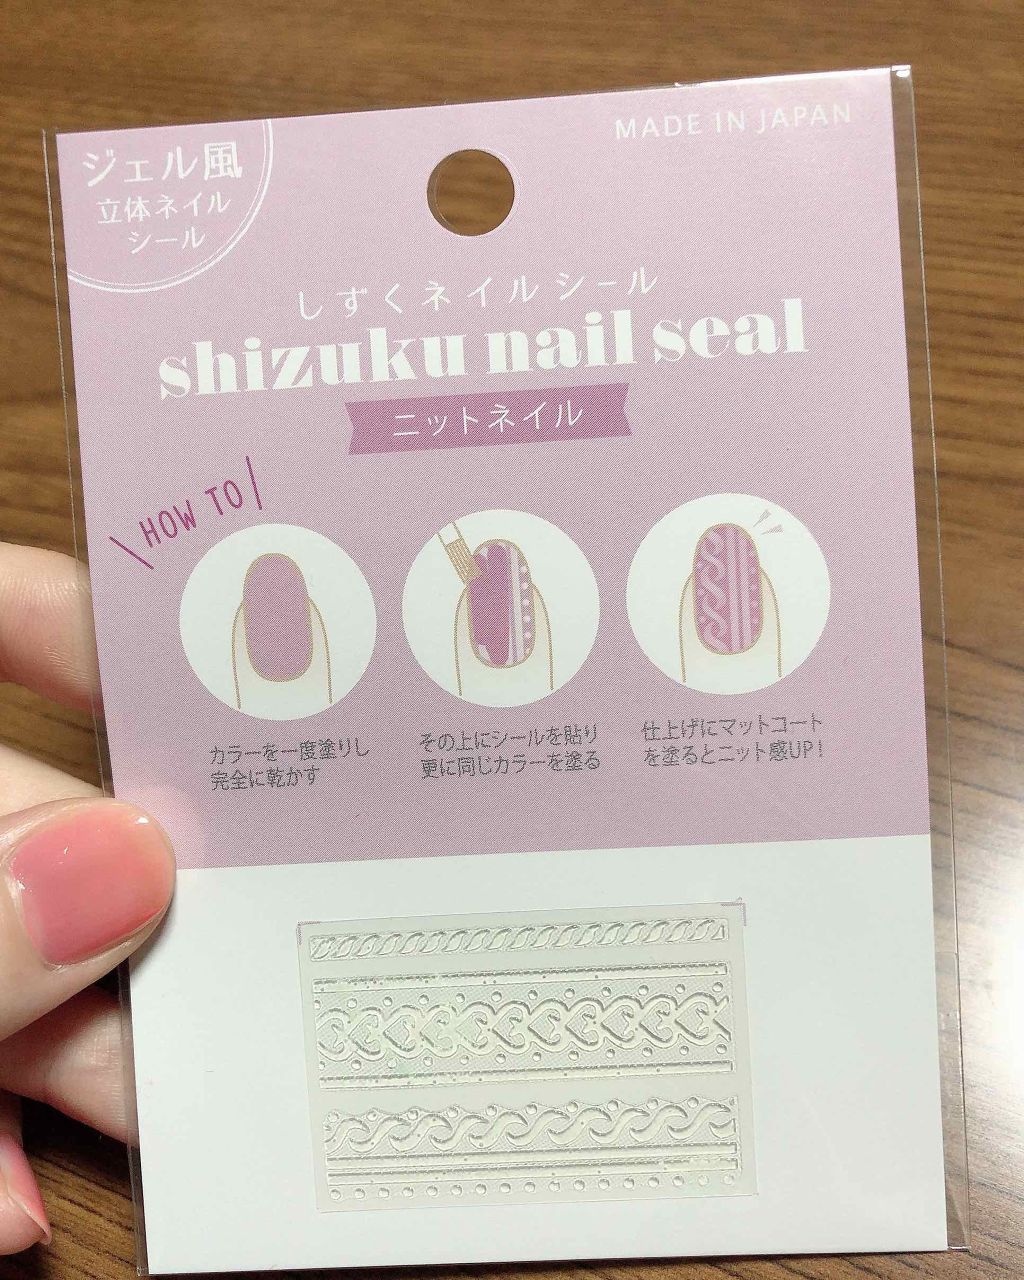 MADE IN JAPAN
ジェル風
立体ネイル
シール
しずくネイルシール
shizuku nail seal
ニットネイル
HOW TO
カラーを一度塗りし
完全に乾かす
その上にシールを貼り
更に同じカラーを塗る
仕上げにマットコート
を塗るとニット感UP!